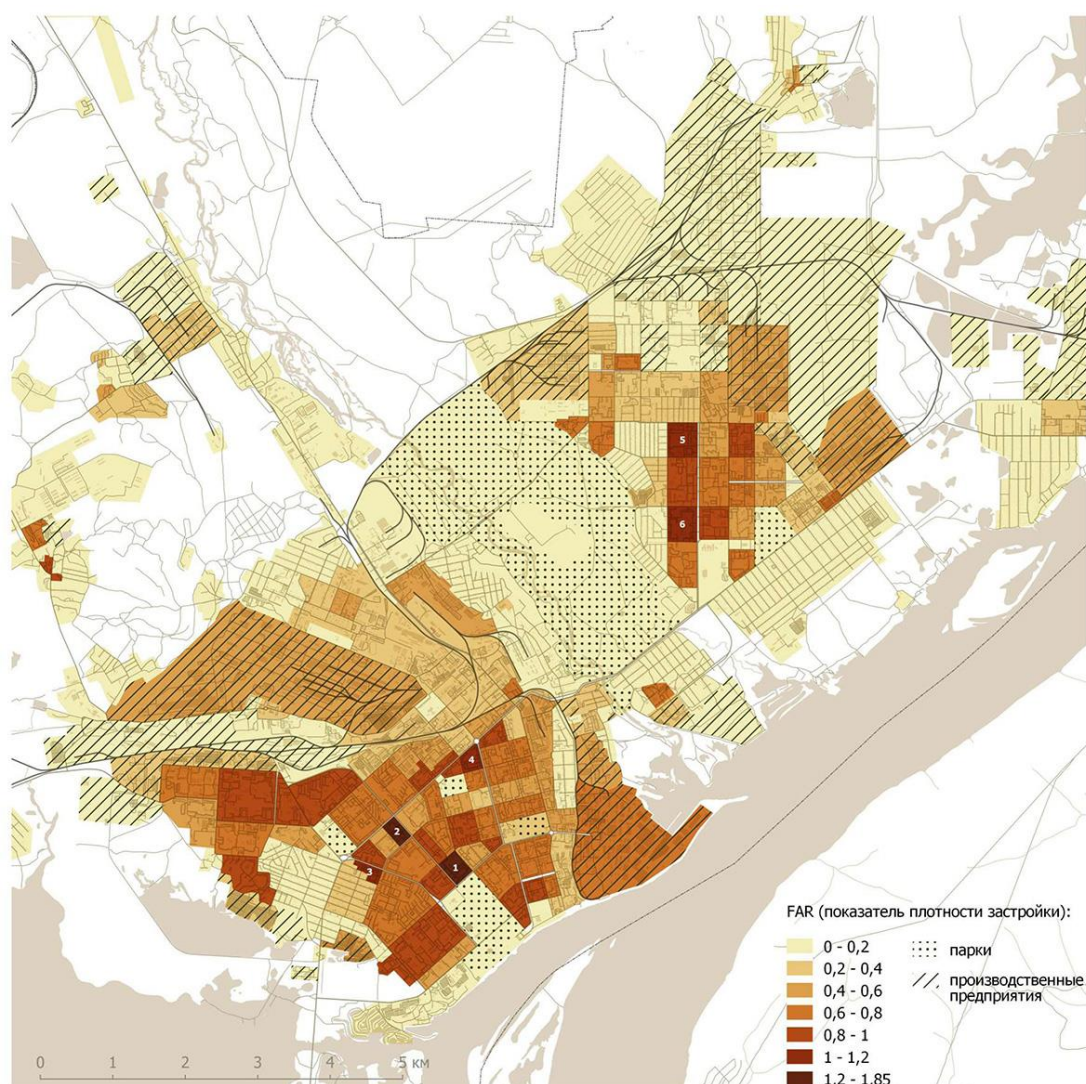 5
6
4
2
3
1
FAR (показатель плотности застройки):
0 - 0,2
0,2 - 0,4
0,4 - 0,6
0,6 - 0,8
0,8 - 1
1 - 1,2
1,2 - 1,85
парки
производственные
предприятия
0 1 2 3 4 5 км